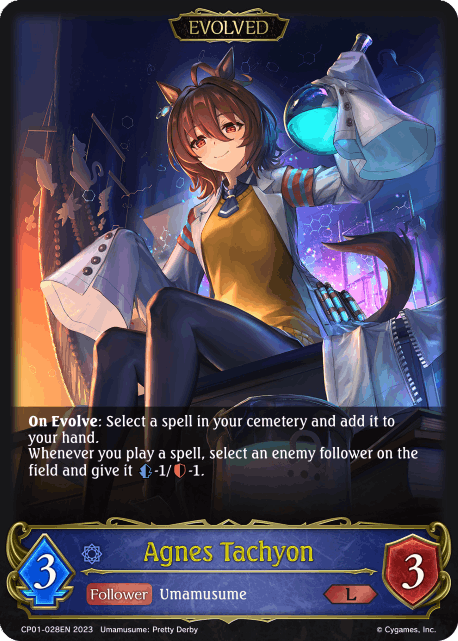 EVOLVED
On Evolve: Select a spell in your cemetery and add it to
your hand.
Whenever you play a spell, select an enemy follower on the
field and give it -1/ -1.
Agnes Tachyon
3
3
Follower Umamusume
L
CP01-028EN 2023 Umamusume: Pretty Derby
© Cygames, Inc.